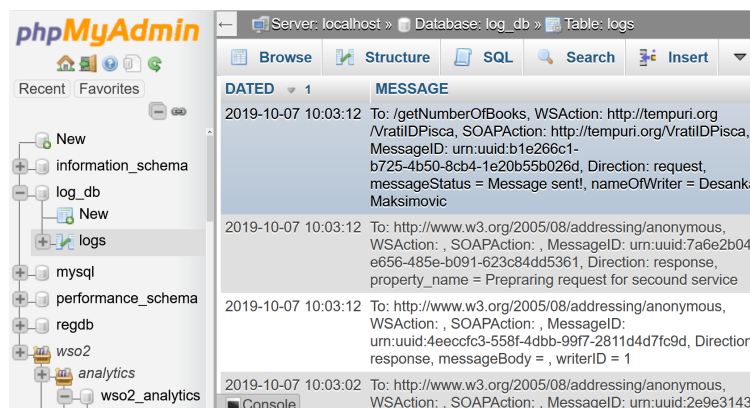 phpMyAdmin
Recent Favorites
New
information_schema
log_db
New
logs
mysql
performance_schema
regdb
wso2
analytics
wso2_analytics
Server: localhost » Database: log_db » Table: logs
Browse Structure SQL Search Insert
DATED 1 MESSAGE
2019-10-07 10:03:12 To: /getNumberOfBooks, WSAction: http://tempuri.org
/VratilDPisca, SOAPAction: http://tempuri.org/VratilDPisca,
MessageID: urn:uuid:b1e266c1-
b725-4b50-8cb4-1e20b55b026d, Direction: request,
messageStatus = Message sent!, nameOfWriter = Desanka
Maksimovic
2019-10-07 10:03:12 To: http://www.w3.org/2005/08/addressing/anonymous,
WSAction: , SOAPAction: , MessageID: urn:uuid:7a6e2b04
e656-485e-b091-623c84dd5361, Direction: response,
property_name = Prepraring request for secound service
2019-10-07 10:03:12 To: http://www.w3.org/2005/08/addressing/anonymous,
WSAction: , SOAPAction: , MessageID:
urn:uuid:4eeccfc3-558f-4dbb-99f7-2811d4d7fc9d, Direction
response, messageBody = , writerID = 1
2019-10-07 10:03:02 To: http://www.w3.org/2005/08/addressing/anonymous,
WSAction: , SOAPAction: , MessageID: urn:uuid:2e9e3143
Console